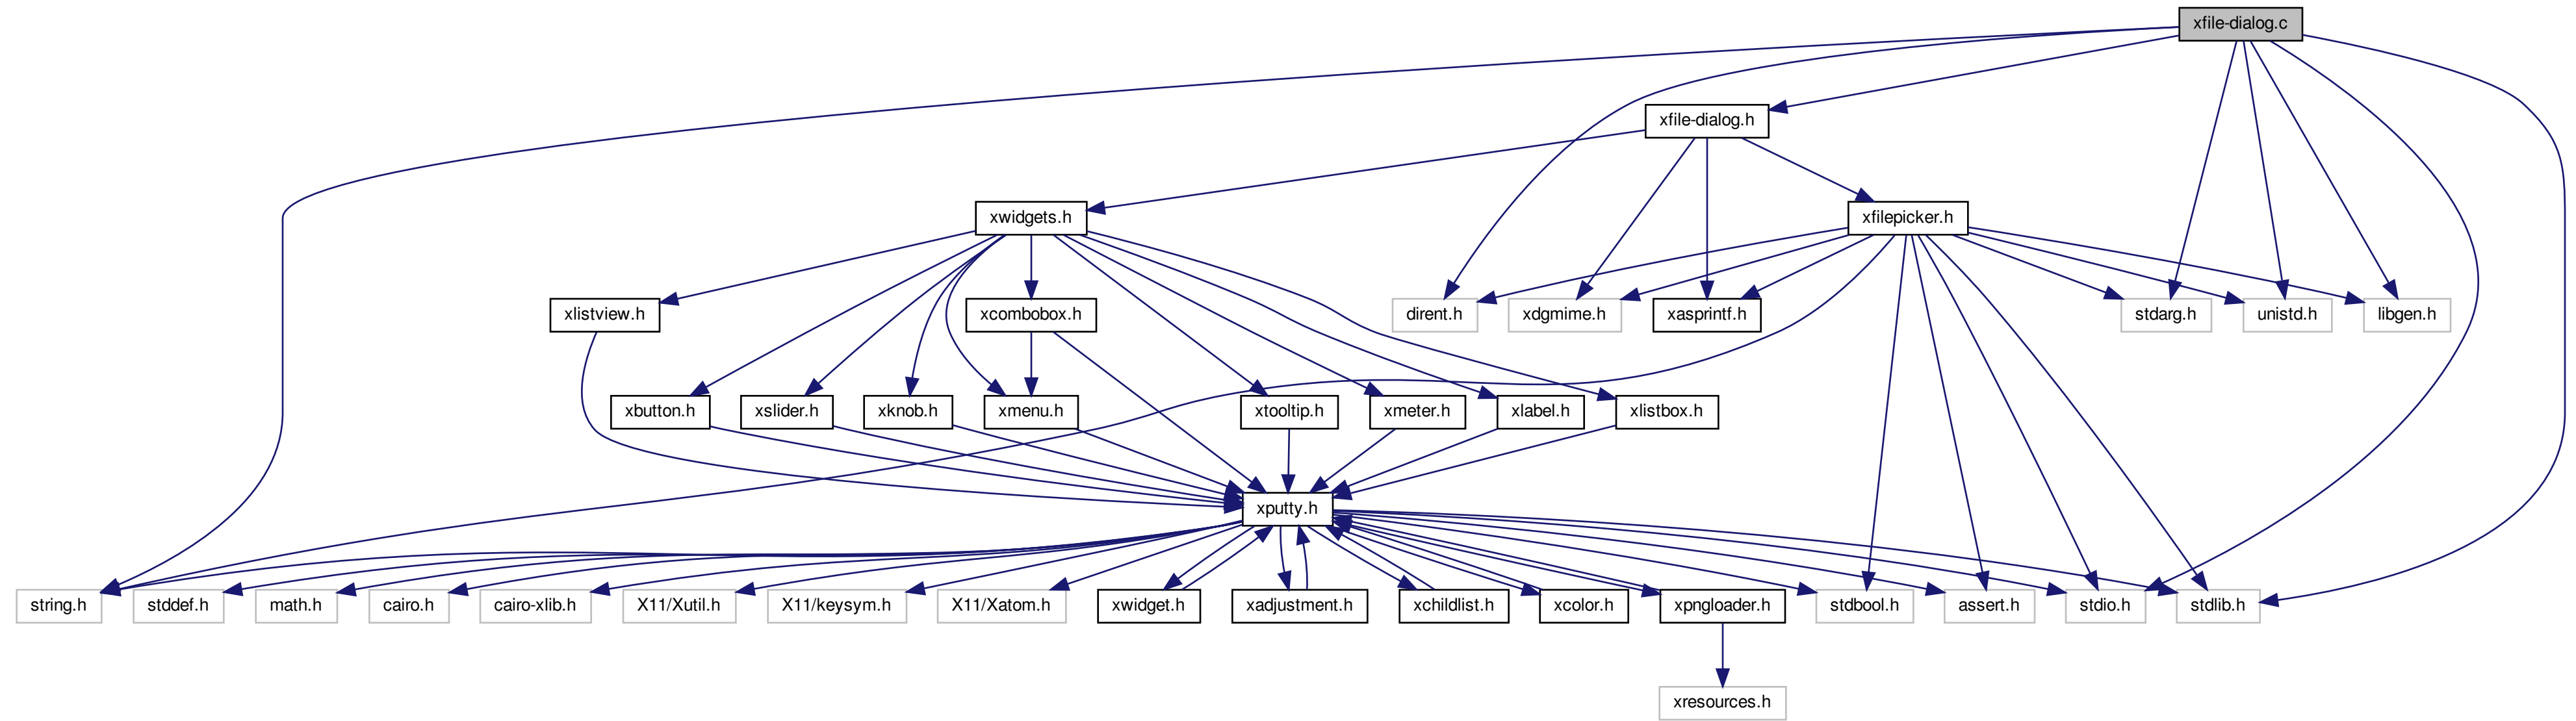 xfile-dialog.c
xfile-dialog.h
xwidgets.h
xfilepicker.h
xlistview.h
xcombobox.h
dirent.h
xdgmime.h
xasprintf.h
stdarg.h
unistd.h
libgen.h
xbutton.h
xslider.h
xknob.h
xmenu.h
xtooltip.h
xmeter.h
xlabel.h
xlistbox.h
xputty.h
string.h
stddef.h
math.h
cairo.h
cairo-xlib.h
X11/Xutil.h
X11/keysym.h
X11/Xatom.h
xwidget.h
xadjustment.h
xchildlist.h
xcolor.h
xpngloader.h
stdbool.h
assert.h
stdio.h
stdlib.h
xresources.h